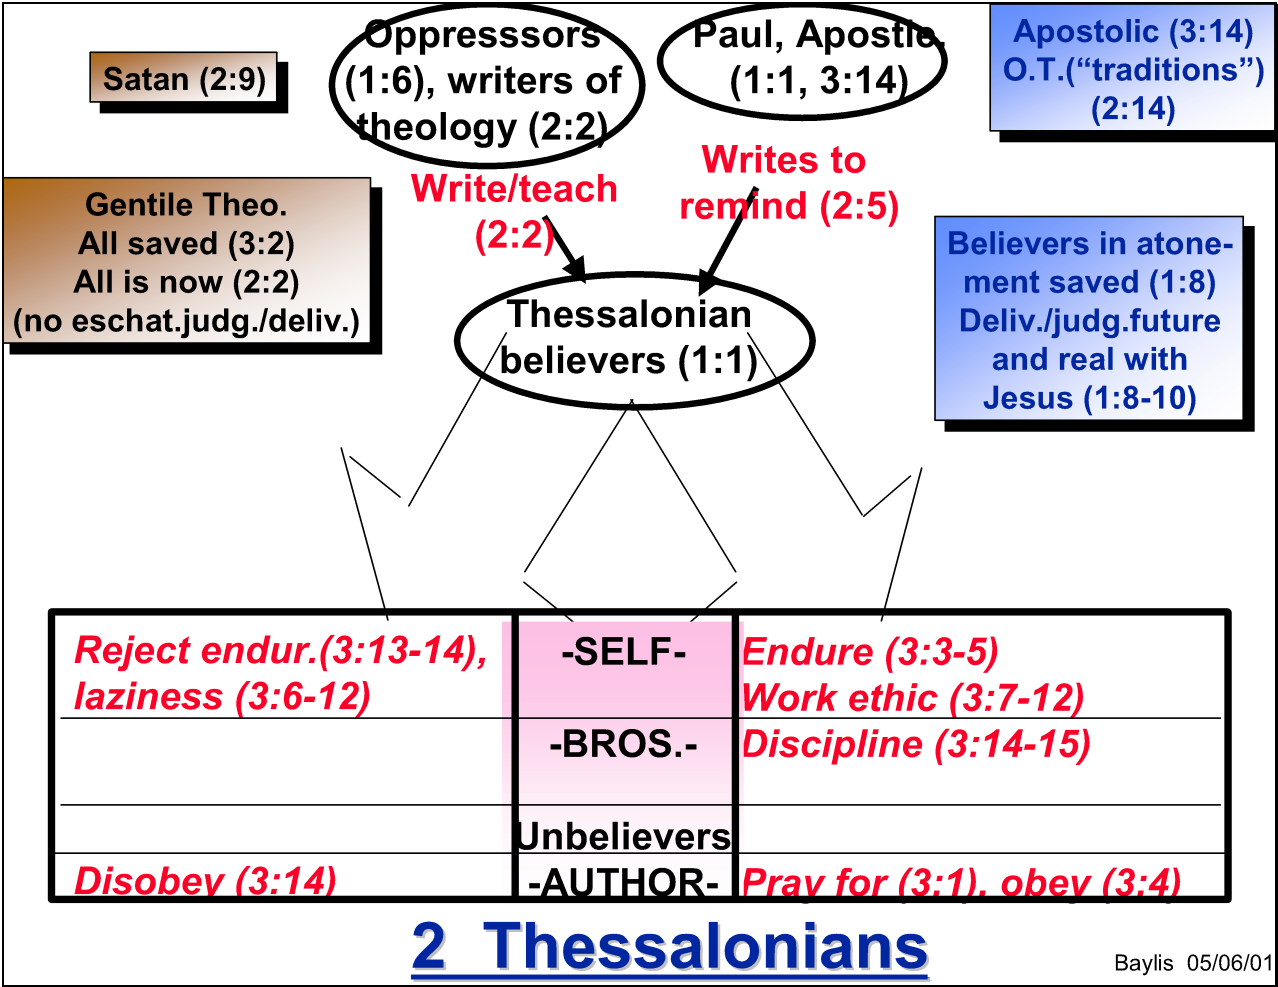 Oppresssors
(1:6), writers of
theology (2:2)
Paul, Apostle.
(1:1, 3:14)
Apostolic (3:14)
O.T.(“traditions”)
(2:14)
Satan (2:9)
Write/teach
(2:2)
Writes to
remind (2:5)
Gentile Theo.
All saved (3:2)
All is now (2:2)
(no eschat.judg./deliv.)
Believers in atone-
ment saved (1:8)
Deliv./judg.future
and real with
Jesus (1:8-10)
Thessalonian
believers (1:1)
Reject endur.(3:13-14),
laziness (3:6-12)
-SELF-
Endure (3:3-5)
Work ethic (3:7-12)
-BROS.-
Discipline (3:14-15)
Unbelievers
Disobey (3:14)
-AUTHOR-
Pray for (3:1), obey (3:4)
2 Thessalonians
Baylis 05/06/01